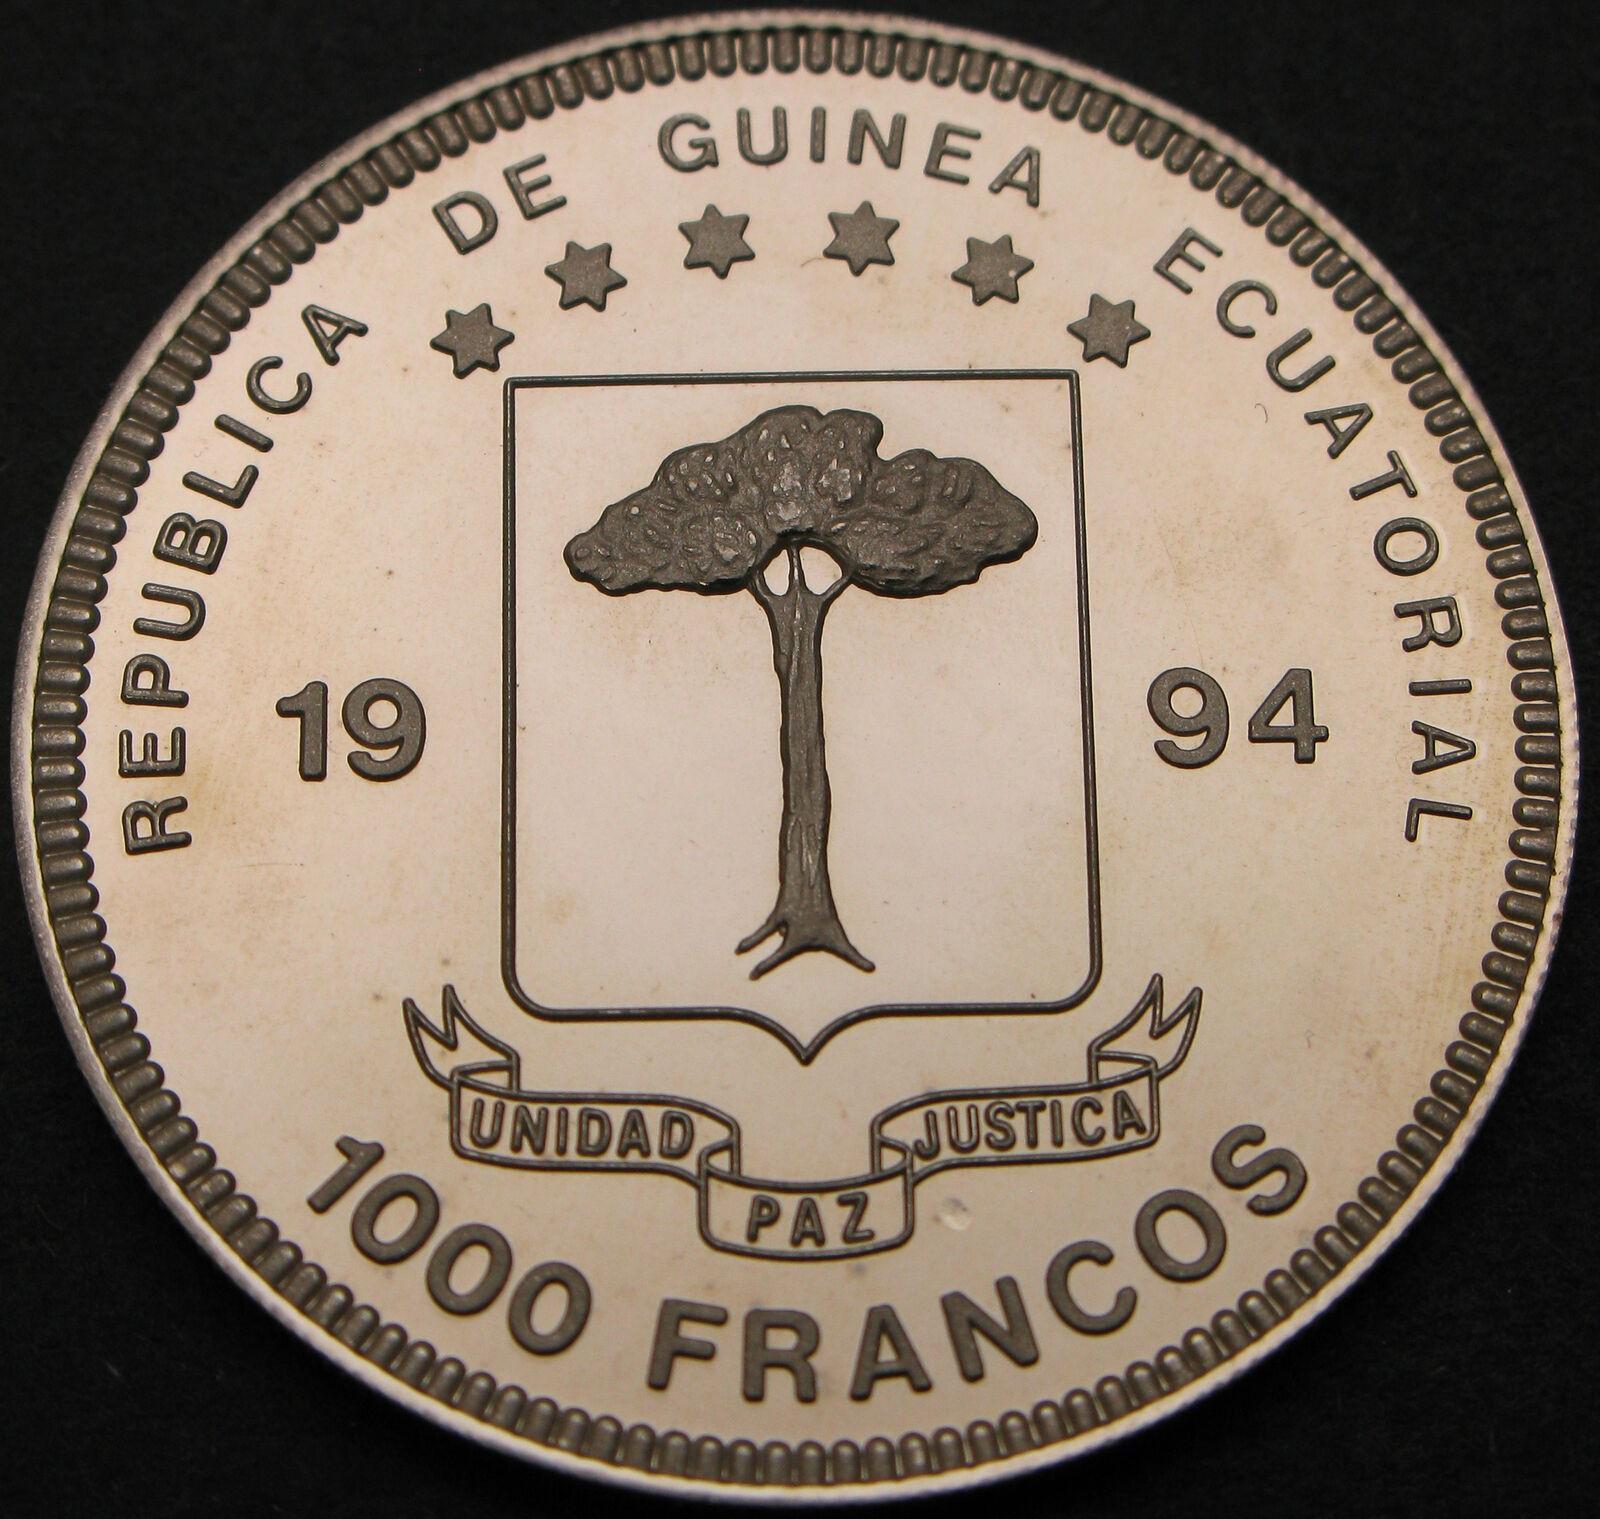 REPUBLICA DE GUINEA ECUATORIAL
19 94
UNIDAD PAZ JUSTICA
1000 FRANCOS